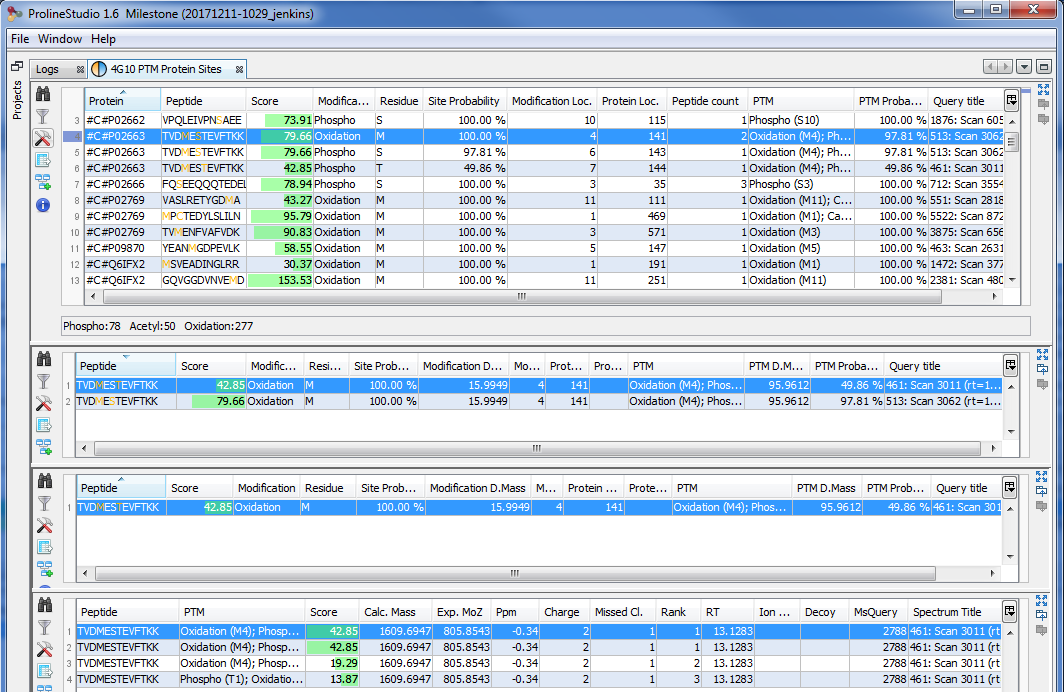 ProlineStudio 1.6 Milestone (20171211-1029_jenkins)
File Window Help
Projects
Logs 4G10 PTM Protein Sites
Protein Peptide Score Modifica... Residue Site Probability Modification Loc. Protein Loc. Peptide count PTM PTM Proba... Query title
3 #C#P02662 VPQLEIVPNSAEE 73.91 Phospho S 100.00 % 10 115 1 Phospho (S10) 100.00 % 1876: Scan 605
4 #C#P02663 TVDMESTEVFTKK 79.66 Oxidation M 100.00 % 4 141 2 Oxidation (M4); Ph... 97.81 % 513: Scan 3062
5 #C#P02663 TVDMESTEVFTKK 79.66 Phospho S 97.81 % 6 143 1 Oxidation (M4); Ph... 97.81 % 513: Scan 3062
6 #C#P02663 TVDMESTEVFTKK 42.85 Phospho T 49.86 % 7 144 1 Oxidation (M4); Ph... 49.86 % 461: Scan 3011
7 #C#P02666 FQSEEQQQTEDEL 78.94 Phospho S 100.00 % 3 35 3 Phospho (S3) 100.00 % 712: Scan 3554
8 #C#P02769 VASLRETYGDMA 43.27 Oxidation M 100.00 % 11 111 1 Oxidation (M11); C... 100.00 % 551: Scan 2818
9 #C#P02769 MPCTEDYLSLILN 95.79 Oxidation M 100.00 % 1 469 1 Oxidation (M1); Ca... 100.00 % 5522: Scan 872
10 #C#P02769 TVMENFVAFVDK 90.83 Oxidation M 100.00 % 3 571 1 Oxidation (M3) 100.00 % 3875: Scan 656
11 #C#P09870 YEANMGDPEVLK 58.55 Oxidation M 100.00 % 5 147 1 Oxidation (M5) 100.00 % 463: Scan 2631
12 #C#Q6IFX2 MSVEADINGLRR 30.37 Oxidation M 100.00 % 1 191 1 Oxidation (M1) 100.00 % 1472: Scan 377
13 #C#Q6IFX2 GQVGGDVNVEMD 153.53 Oxidation M 100.00 % 11 251 1 Oxidation (M11) 100.00 % 2381: Scan 480
Phospho:78 Acetyl:50 Oxidation:277
Peptide Score Modific... Resi... Site Prob... Modification D... Mo... Prot... Pro... PTM PTM D.M... PTM Proba... Query title
1 TVDMESTEVFTKK 42.85 Oxidation M 100.00 % 15.9949 4 141 Oxidation (M4); Phos... 95.9612 49.86 % 461: Scan 3011 (rt=1...
2 TVDMESTEVFTKK 79.66 Oxidation M 100.00 % 15.9949 4 141 Oxidation (M4); Phos... 95.9612 97.81 % 513: Scan 3062 (rt=1...
Peptide Score Modification Residue Site Prob... Modification D.Mass M... Protein ... Prote... PTM PTM D.Mass PTM Prob... Query title
1 TVDMESTEVFTKK 42.85 Oxidation M 100.00 % 15.9949 4 141 Oxidation (M4); Phos... 95.9612 49.86 % 461: Scan 301
Peptide PTM Score Calc. Mass Exp. MoZ Ppm Charge Missed Cl. Rank RT Ion ... Decoy MsQuery Spectrum Title
1 TVDMESTEVFTKK Oxidation (M4); Phosp... 42.85 1609.6947 805.8543 -0.34 2 1 1 13.1283 2788 461: Scan 3011 (rt
2 TVDMESTEVFTKK Oxidation (M4); Phosp... 42.85 1609.6947 805.8543 -0.34 2 1 1 13.1283 2788 461: Scan 3011 (rt
3 TVDMESTEVFTKK Oxidation (M4); Phosp... 19.29 1609.6947 805.8543 -0.34 2 1 2 13.1283 2788 461: Scan 3011 (rt
4 TVDMESTEVFTKK Phospho (T1); Oxidatio... 13.87 1609.6947 805.8543 -0.34 2 1 3 13.1283 2788 461: Scan 3011 (rt